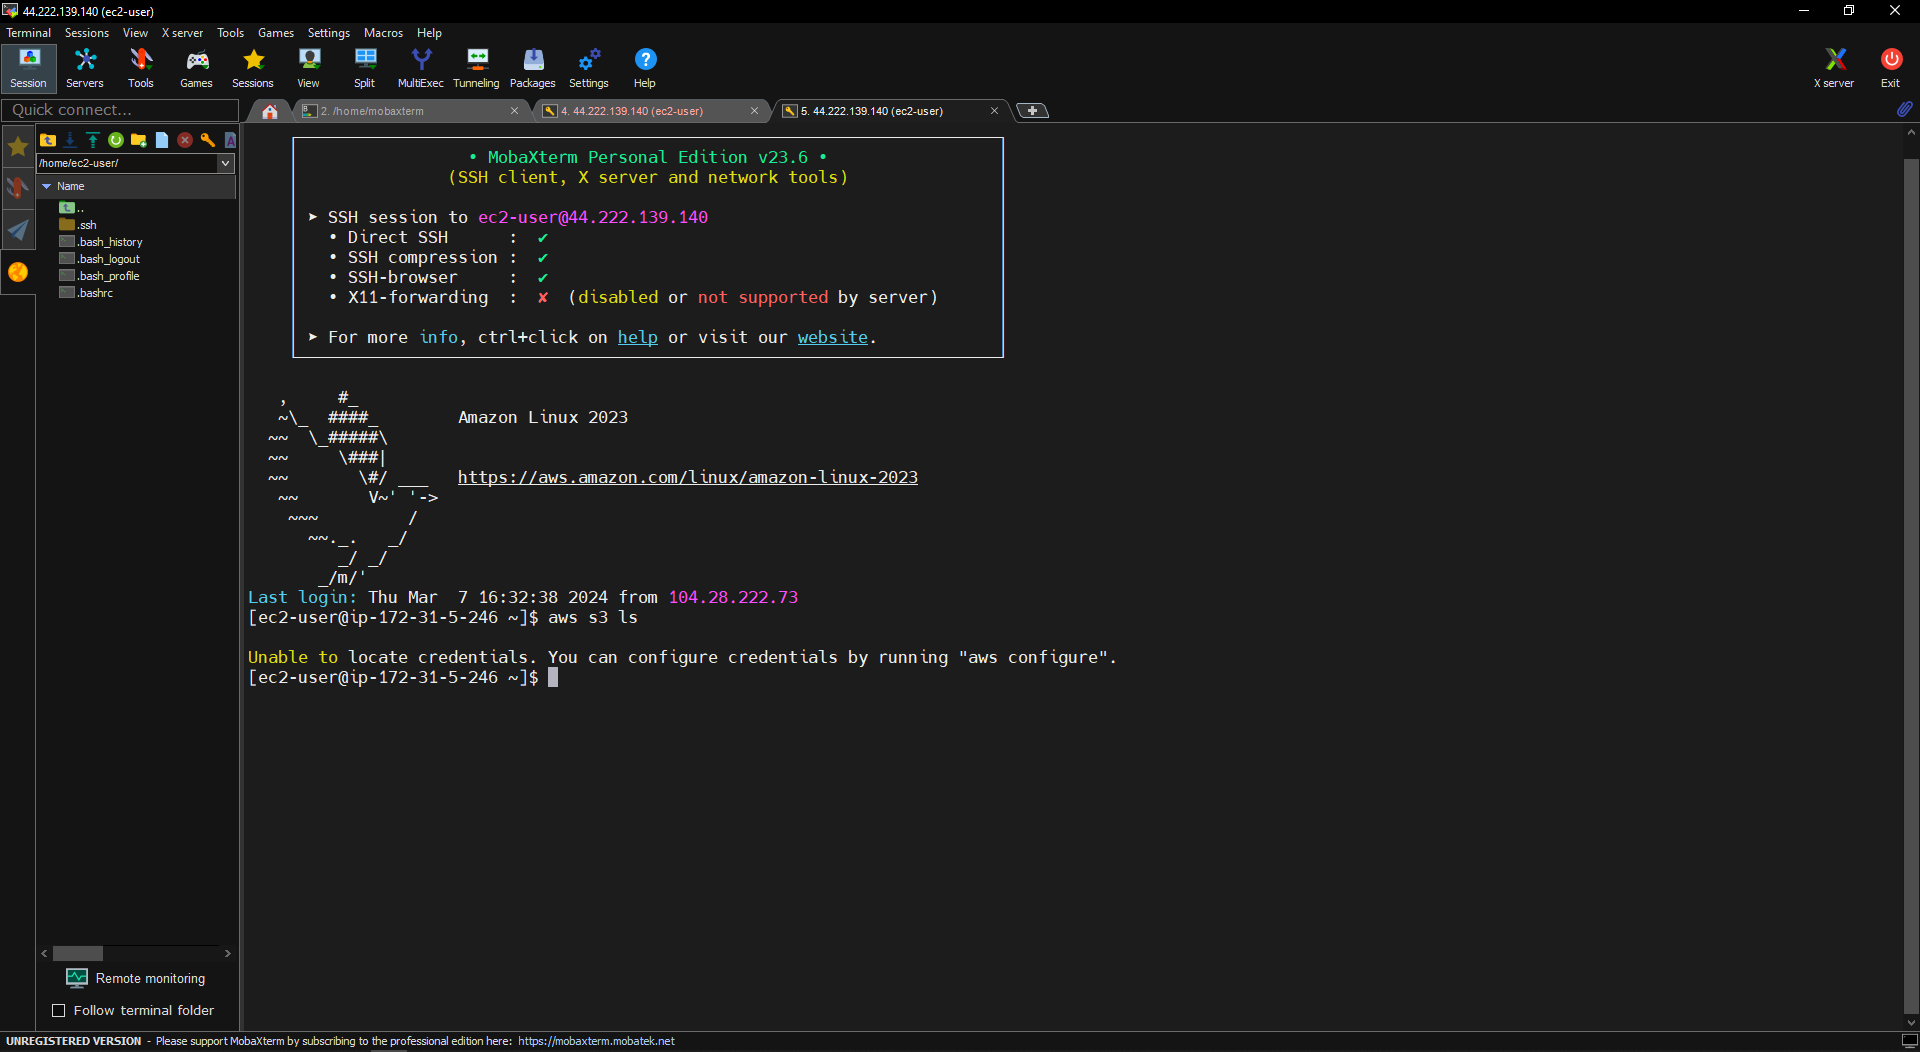 44.222.139.140 (ec2-user)
Terminal Sessions View X server Tools Games Settings Macros Help
Session Servers Tools Games Sessions View Split MultiExec Tunneling Packages Settings Help X server Exit
Quick connect...
2. /home/mobaxterm
4. 44.222.139.140 (ec2-user)
5. 44.222.139.140 (ec2-user)
/home/ec2-user/
Name
..
.ssh
.bash_history
.bash_logout
.bash_profile
.bashrc
Remote monitoring
Follow terminal folder
• MobaXterm Personal Edition v23.6 •
(SSH client, X server and network tools)
➤ SSH session to ec2-user@44.222.139.140
• Direct SSH      :  ✔
• SSH compression :  ✔
• SSH-browser     :  ✔
• X11-forwarding  :  ✘  (disabled or not supported by server)
➤ For more info, ctrl+click on help or visit our website.
   ,     #_
   ~\_  ####_        Amazon Linux 2023
  ~~  \_#####\
  ~~     \###|
  ~~       \#/ ___   https://aws.amazon.com/linux/amazon-linux-2023
   ~~       V~' '->
    ~~~         /
      ~~._.   _/
         _/ _/
       _/m/'
Last login: Thu Mar  7 16:32:38 2024 from 104.28.222.73
[ec2-user@ip-172-31-5-246 ~]$ aws s3 ls
Unable to locate credentials. You can configure credentials by running "aws configure".
[ec2-user@ip-172-31-5-246 ~]$
UNREGISTERED VERSION - Please support MobaXterm by subscribing to the professional edition here: https://mobaxterm.mobatek.net